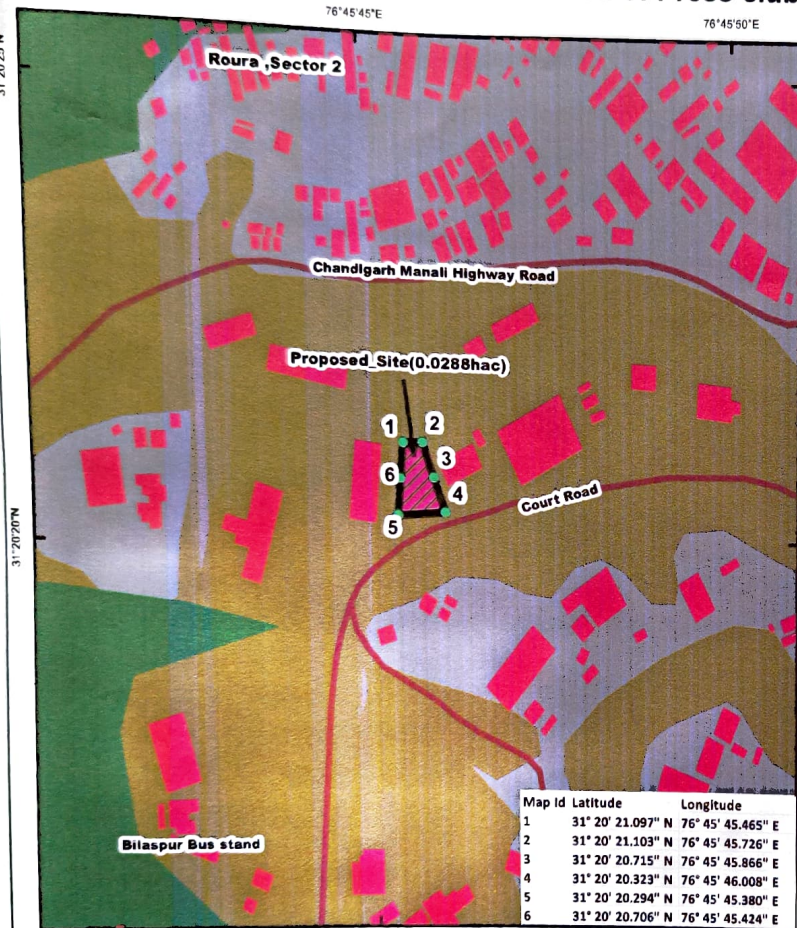 76°45'45"E
76°45'50"E
Roura ,Sector 2
Chandigarh Manali Highway Road
Proposed_Site(0.0288hac)
1
2
3
6
4
5
Court Road
31°20'20"N
Bilaspur Bus stand
Map Id Latitude Longitude
1 31° 20' 21.097" N 76° 45' 45.465" E
2 31° 20' 21.103" N 76° 45' 45.726" E
3 31° 20' 20.715" N 76° 45' 45.866" E
4 31° 20' 20.323" N 76° 45' 46.008" E
5 31° 20' 20.294" N 76° 45' 45.380" E
6 31° 20' 20.706" N 76° 45' 45.424" E